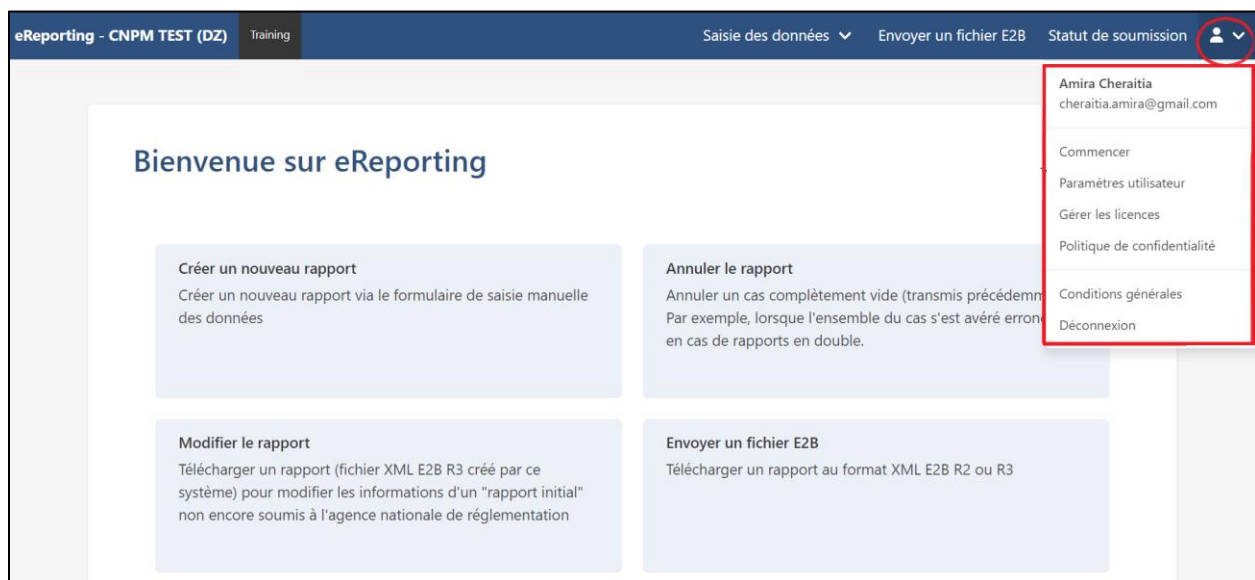 eReporting - CNPM TEST (DZ) Training Saisie des données Envoyer un fichier E2B Statut de soumission
Amira Cheraitia
cheraitia.amira@gmail.com
Commencer
Paramètres utilisateur
Gérer les licences
Politique de confidentialité
Conditions générales
Déconnexion
Bienvenue sur eReporting
Créer un nouveau rapport
Créer un nouveau rapport via le formulaire de saisie manuelle
des données
Annuler le rapport
Annuler un cas complètement vide (transmis
Par exemple, lorsque l'ensemble du cas s'est avéré
en cas de rapports en double.
Modifier le rapport
Télécharger un rapport (fichier XML E2B R3 créé par ce
système) pour modifier les informations d'un "rapport initial"
non encore soumis à l'agence nationale de réglementation
Envoyer un fichier E2B
Télécharger un rapport au format XML E2B R2 ou R3